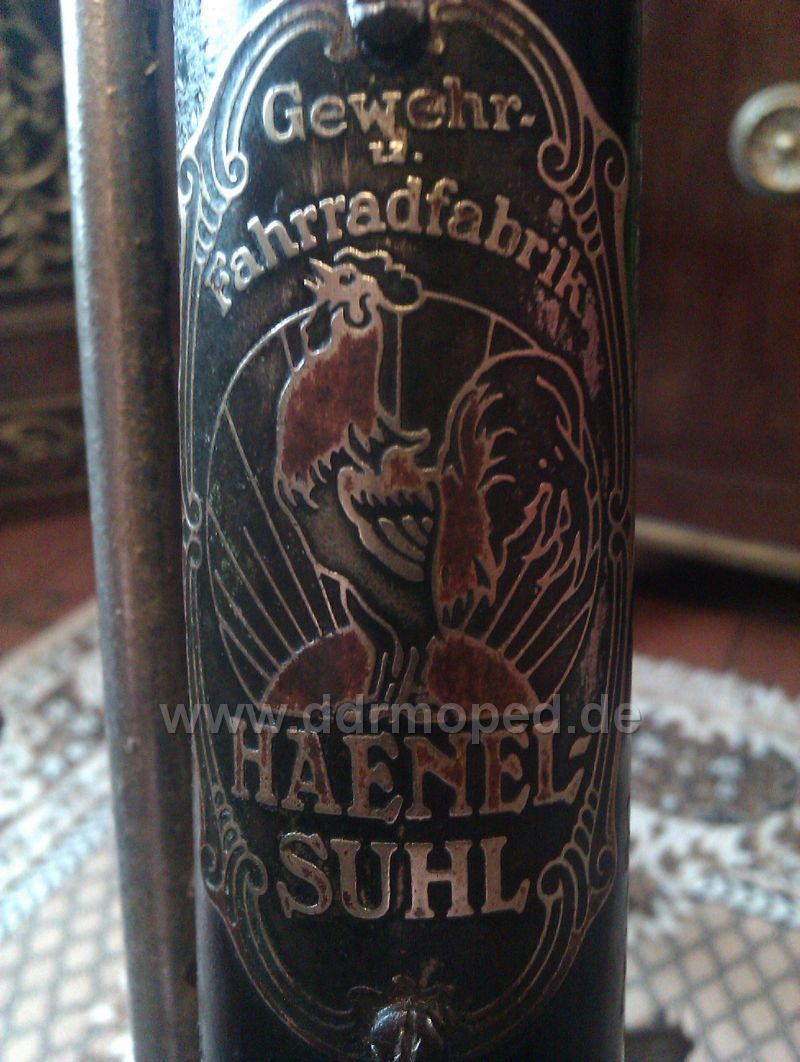 Gewehr-
u.
Fahrradfabrik
www.ddrmoped.de
HAENEL-
SUHL